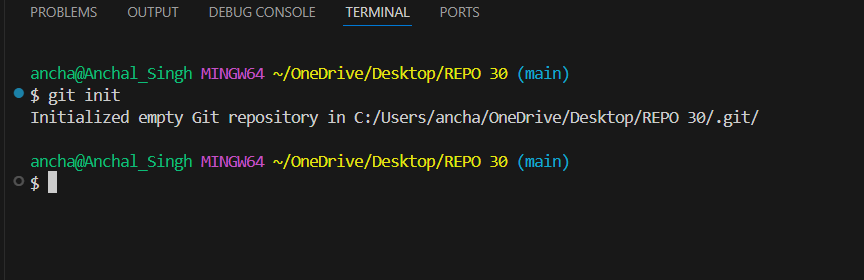 PROBLEMS OUTPUT DEBUG CONSOLE TERMINAL PORTS
ancha@Anchal_Singh MINGW64 ~/OneDrive/Desktop/REPO 30 (main)
$ git init
Initialized empty Git repository in C:/Users/ancha/OneDrive/Desktop/REPO 30/.git/
ancha@Anchal_Singh MINGW64 ~/OneDrive/Desktop/REPO 30 (main)
$